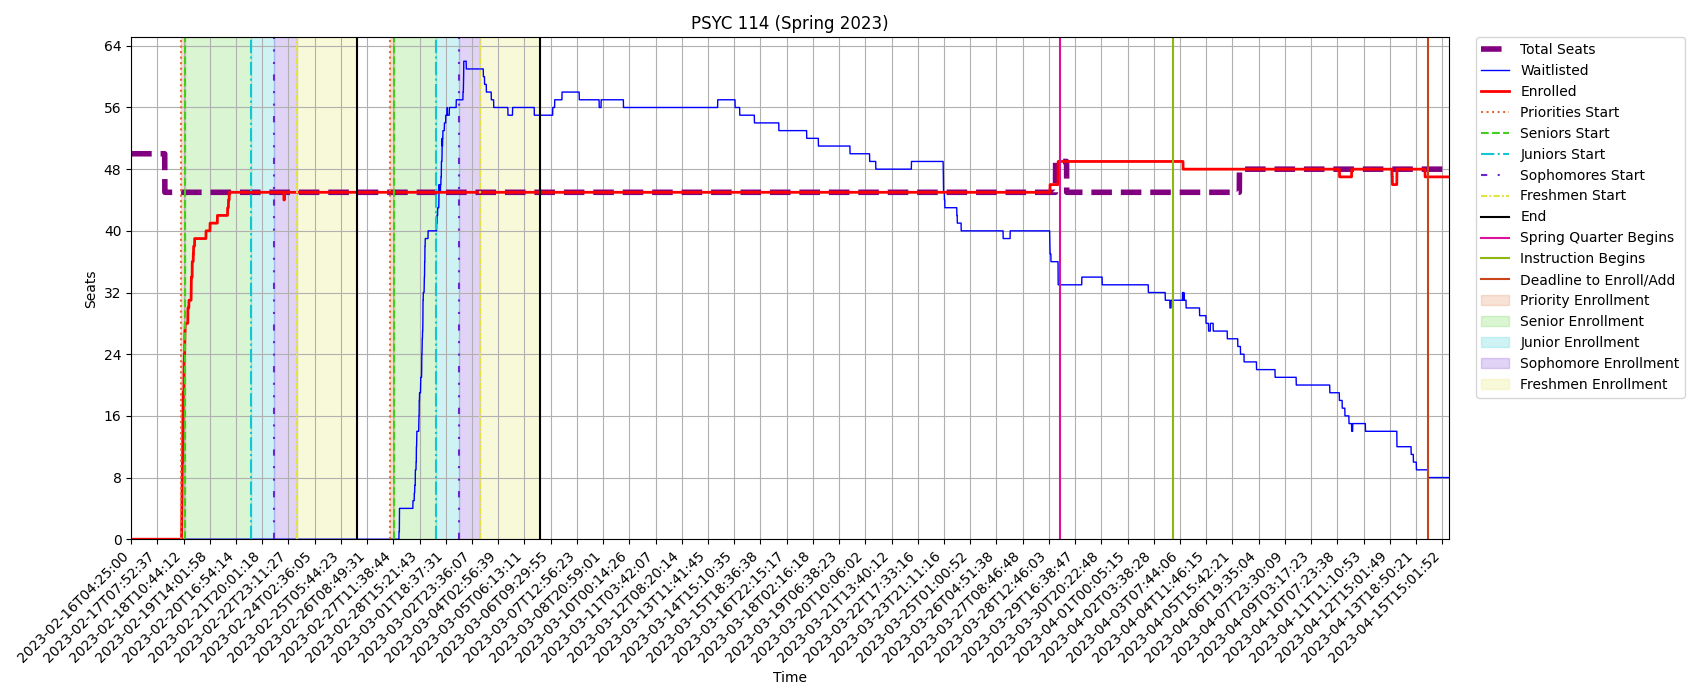 PSYC 114 (Spring 2023)
64
56
48
40
32
24
16
8
0
Seats
2023-02-16T04:25:00
2023-02-17T07:52:37
2023-02-18T10:44:12
2023-02-19T14:01:58
2023-02-20T16:54:14
2023-02-21T20:01:18
2023-02-22T23:11:27
2023-02-24T02:36:05
2023-02-25T05:44:23
2023-02-26T08:49:31
2023-02-27T11:38:44
2023-02-28T15:21:43
2023-03-01T18:37:31
2023-03-02T23:36:07
2023-03-04T02:56:39
2023-03-05T06:13:11
2023-03-06T09:29:55
2023-03-07T12:56:23
2023-03-08T20:59:01
2023-03-10T00:14:26
2023-03-11T03:42:07
2023-03-12T08:20:14
2023-03-13T11:41:45
2023-03-14T15:10:35
2023-03-15T18:36:38
2023-03-16T22:15:17
2023-03-18T02:16:18
2023-03-19T06:38:23
2023-03-20T10:06:02
2023-03-21T13:40:12
2023-03-22T17:33:16
2023-03-23T21:11:16
2023-03-25T01:00:52
2023-03-26T04:51:38
2023-03-27T08:46:48
2023-03-28T12:46:03
2023-03-29T16:38:47
2023-03-30T20:22:48
2023-04-01T00:05:15
2023-04-02T03:38:28
2023-04-03T07:44:06
2023-04-04T11:46:15
2023-04-05T15:42:21
2023-04-06T19:35:04
2023-04-07T23:30:09
2023-04-09T03:17:23
2023-04-10T07:23:38
2023-04-11T11:10:53
2023-04-12T15:01:49
2023-04-13T18:50:21
2023-04-15T15:01:52
Time
Total Seats
Waitlisted
Enrolled
Priorities Start
Seniors Start
Juniors Start
Sophomores Start
Freshmen Start
End
Spring Quarter Begins
Instruction Begins
Deadline to Enroll/Add
Priority Enrollment
Senior Enrollment
Junior Enrollment
Sophomore Enrollment
Freshmen Enrollment